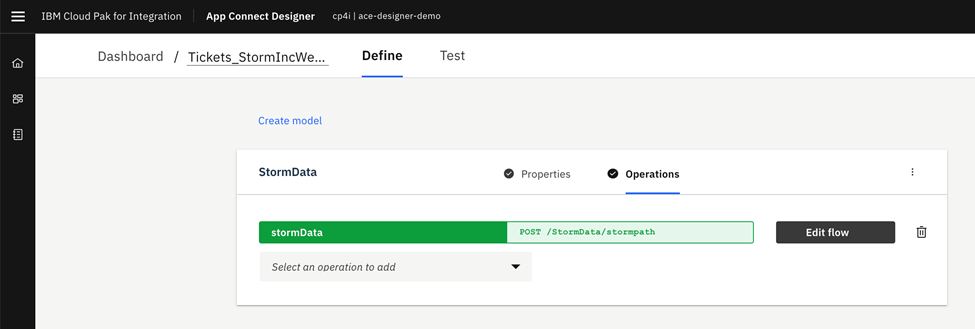 IBM Cloud Pak for Integration App Connect Designer cp4i | ace-designer-demo
Dashboard / Tickets_StormIncWe... Define Test
Create model
StormData Properties Operations
stormData POST /StormData/stormpath Edit flow
Select an operation to add